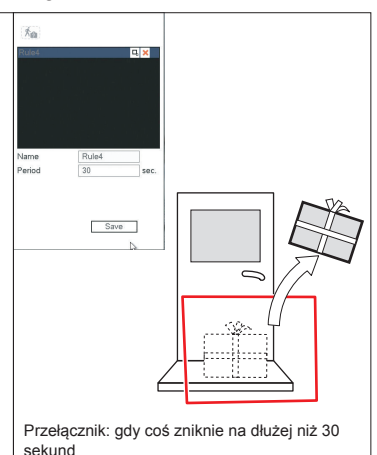 Rule4
Name Rule4
Period 30 sec.
Save
Przełącznik: gdy coś zniknie na dłużej niż 30
sekund